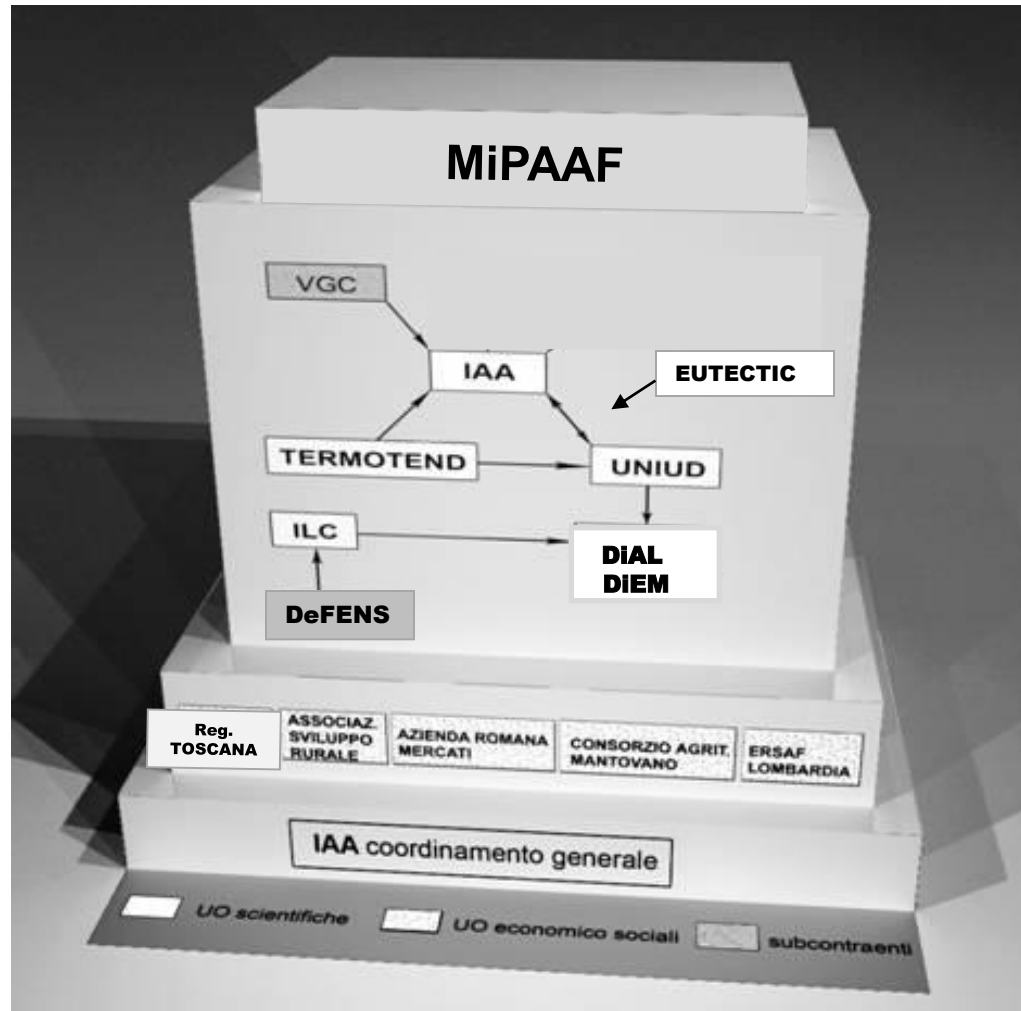 MiPAAF
VGC
IAA
EUTECTIC
TERMOTEND
UNIUD
ILC
DiAL
DiEM
DeFENS
Reg.
TOSCANA
ASSOCIAZ.
SVILUPPO
RURALE
AZIENDA ROMANA
MERCATI
CONSORZIO AGRIT.
MANTOVANO
ERSAF
LOMBARDIA
IAA coordinamento generale
UO scientifiche
UO economico sociali
subcontraenti